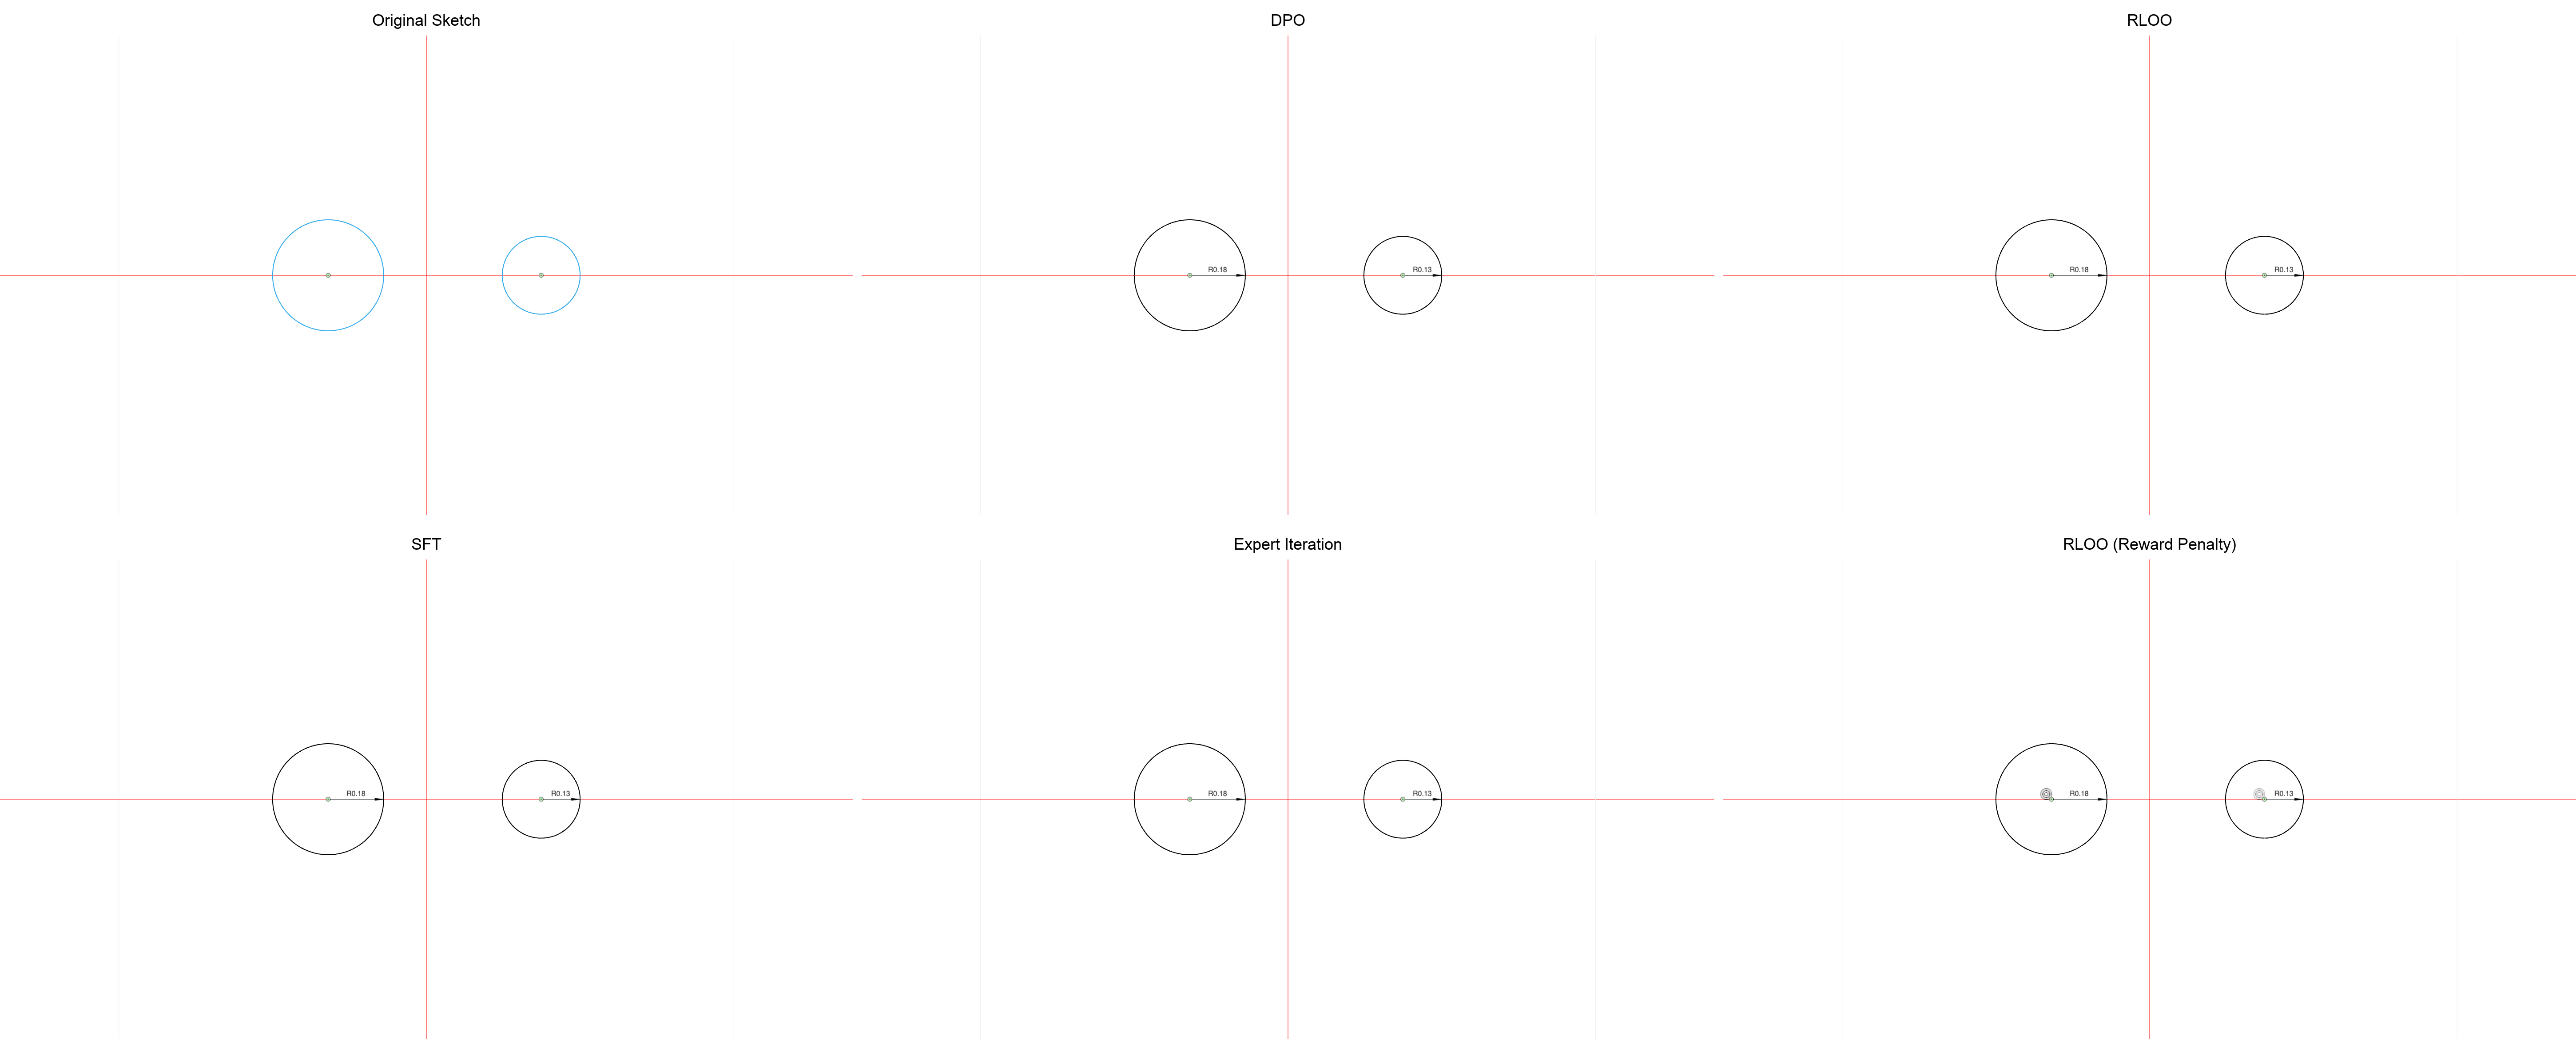 Original Sketch
DPO
RLOO
R0.18
R0.13
R0.18
R0.13
SFT
Expert Iteration
RLOO (Reward Penalty)
R0.18
R0.13
R0.18
R0.13
R0.18
R0.13